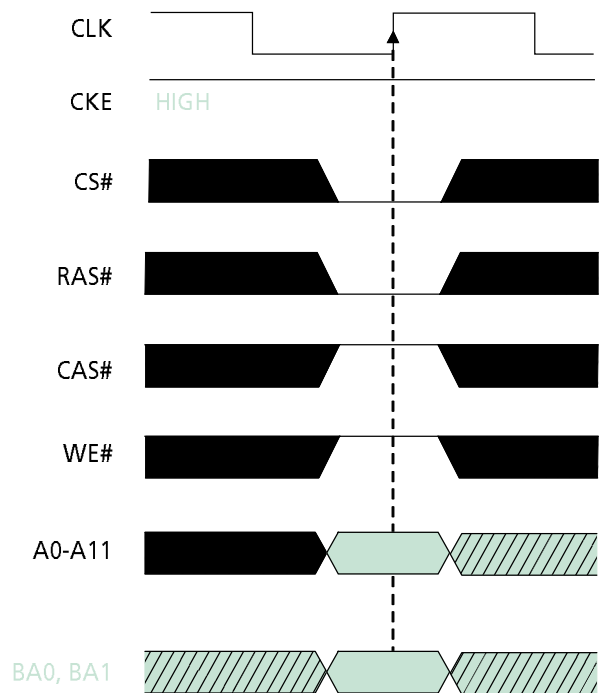 CLK
CKE HIGH
CS#
RAS#
CAS#
WE#
A0-A11
BA0, BA1